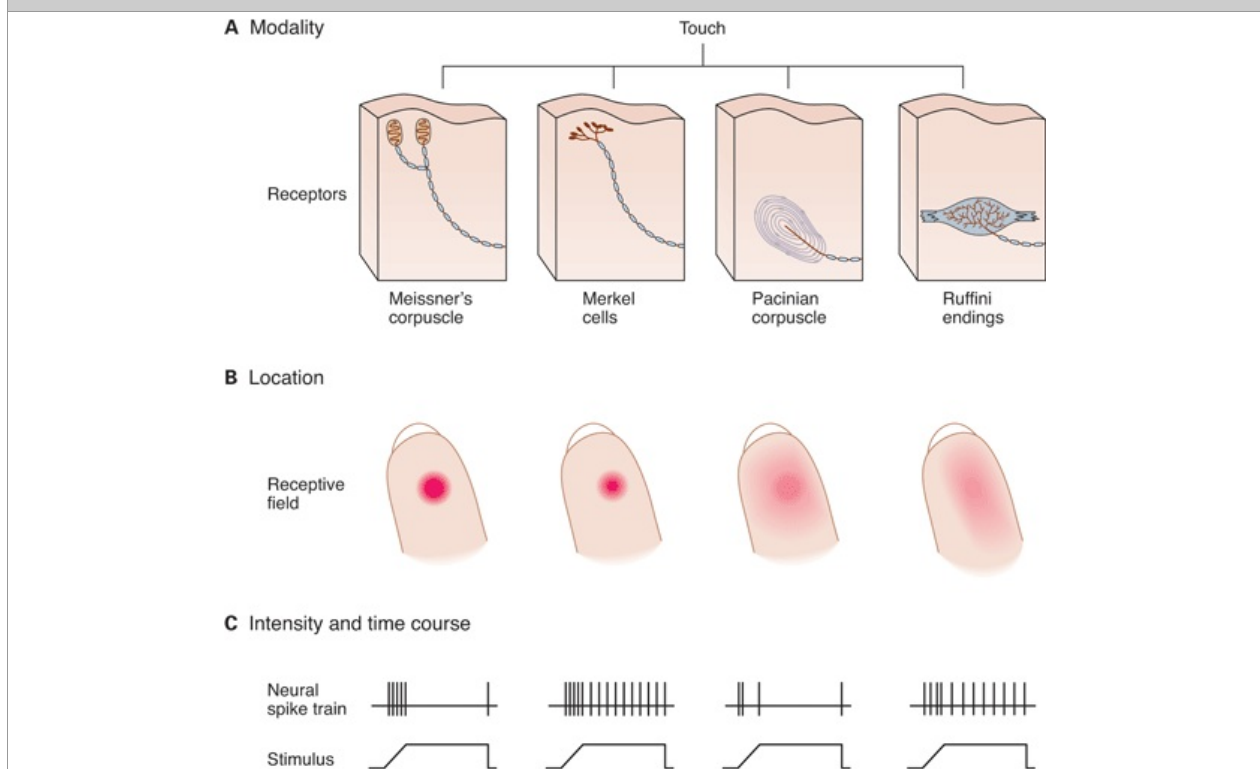 A Modality
Touch
Receptors
Meissner's
corpuscle
Merkel
cells
Pacinian
corpuscle
Ruffini
endings
B Location
Receptive
field
C Intensity and time course
Neural
spike train
Stimulus